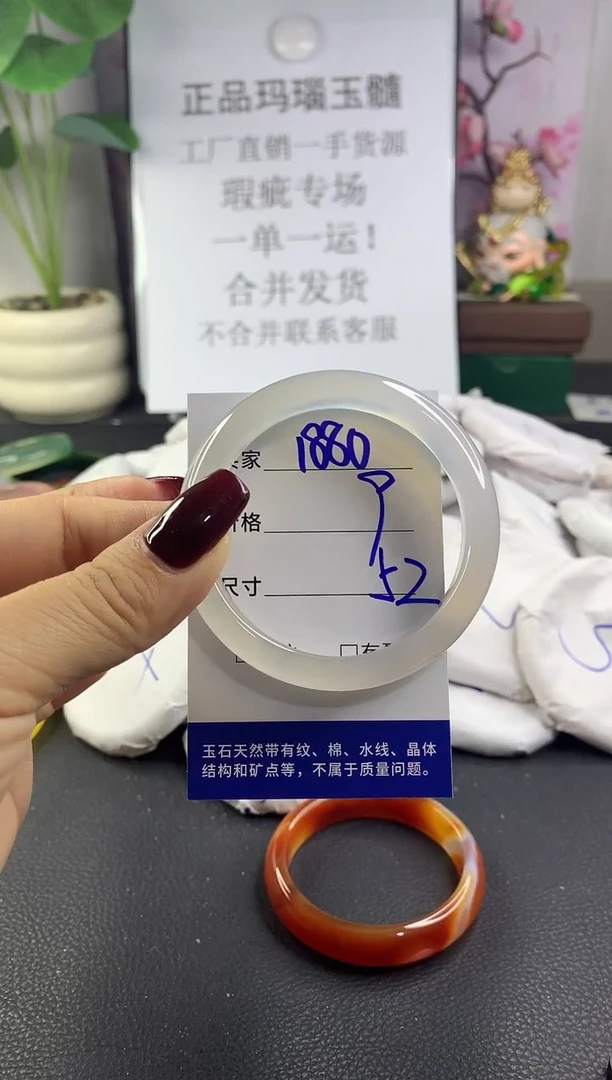 正品玛瑙玉髓
工厂直销一手货源
瑕疵专场
一单一运!
合并发货
不合并联系客服
家 1880
格
尺寸 52
玉石天然带有纹、棉、水线、晶体
结构和矿点等，不属于质量问题。